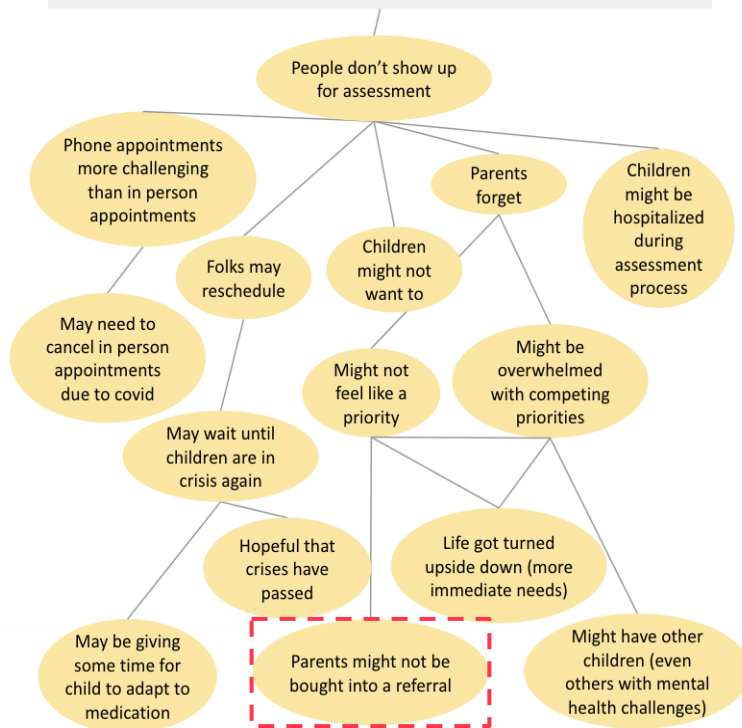 People don’t show up
for assessment
Phone appointments
more challenging
than in person
appointments
Parents
forget
Children
might be
hospitalized
during
assessment
process
Folks may
reschedule
Children
might not
want to
May need to
cancel in person
appointments
due to covid
Might not
feel like a
priority
Might be
overwhelmed
with competing
priorities
May wait until
children are in
crisis again
Hopeful that
crises have
passed
Life got turned
upside down (more
immediate needs)
May be giving
some time for
child to adapt to
medication
Parents might not be
bought into a referral
Might have other
children (even
others with mental
health challenges)